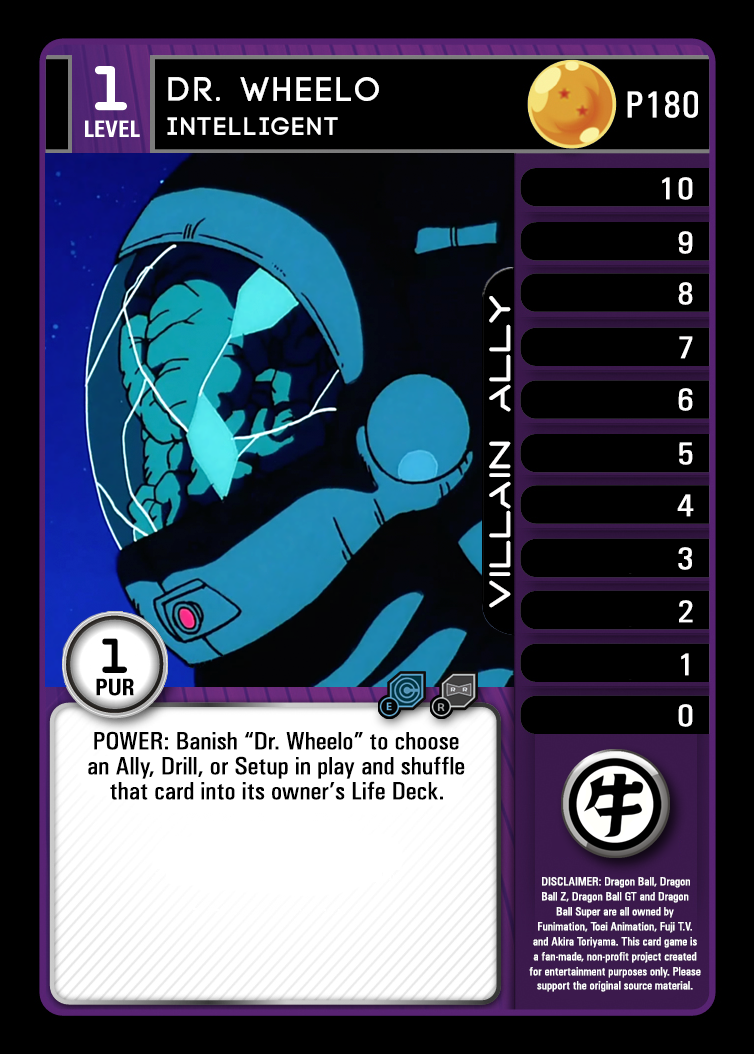 1
LEVEL
DR. WHEELO
INTELLIGENT
P180
10
9
8
7
6
5
4
3
2
1
0
VILLAIN ALLY
1
PUR
E
R
R R
POWER: Banish “Dr. Wheelo” to choose
an Ally, Drill, or Setup in play and shuffle
that card into its owner’s Life Deck.
牛
DISCLAIMER: Dragon Ball, Dragon
Ball Z, Dragon Ball GT and Dragon
Ball Super are all owned by
Funimation, Toei Animation, Fuji T.V.
and Akira Toriyama. This card game is
a fan-made, non-profit project created
for entertainment purposes only. Please
support the original source material.